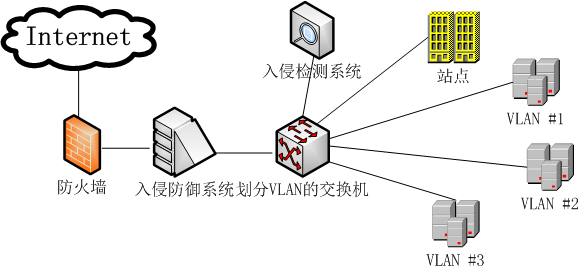 Internet
入侵检测系统
站点
VLAN #1
防火墙
入侵防御系统
划分VLAN的交换机
VLAN #2
VLAN #3